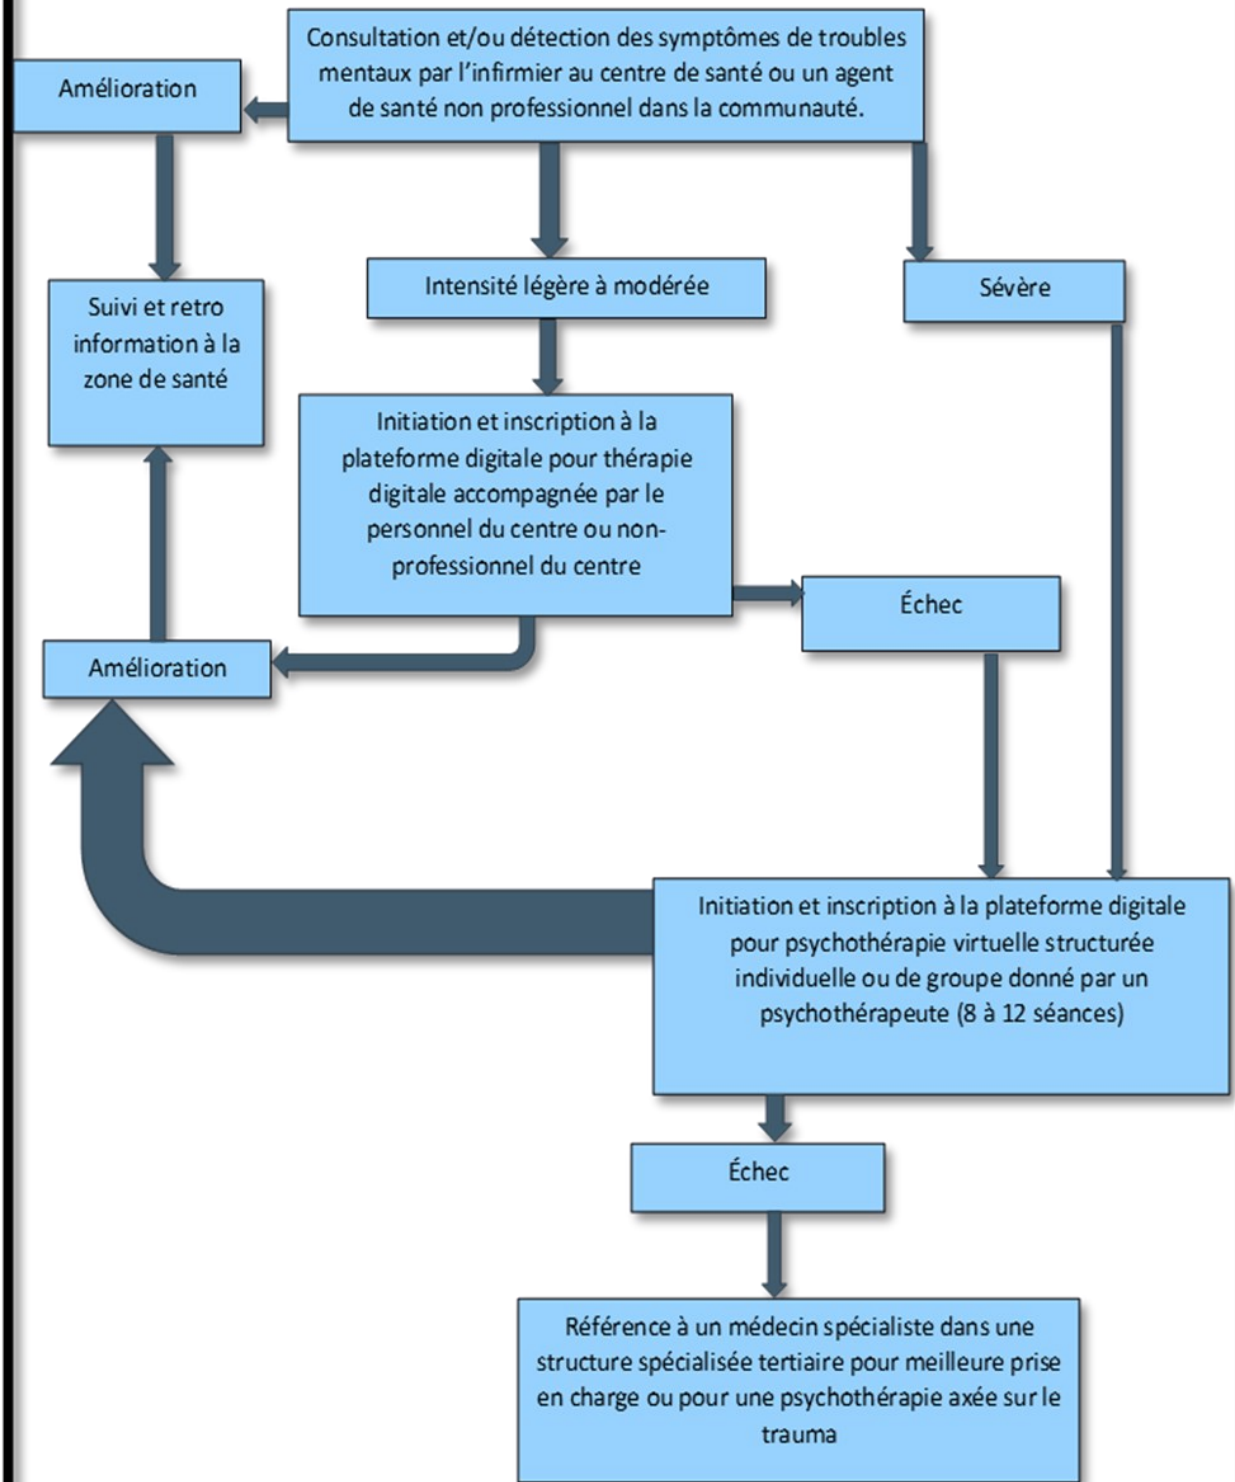 Consultation et/ou détection des symptômes de troubles
mentaux par l’infirmier au centre de santé ou un agent
de santé non professionnel dans la communauté.
Amélioration
Intensité légère à modérée
Sévère
Suivi et retro
information à la
zone de santé
Initiation et inscription à la
plateforme digitale pour thérapie
digitale accompagnée par le
personnel du centre ou non-
professionnel du centre
Échec
Amélioration
Initiation et inscription à la plateforme digitale
pour psychothérapie virtuelle structurée
individuelle ou de groupe donné par un
psychothérapeute (8 à 12 séances)
Échec
Référence à un médecin spécialiste dans une
structure spécialisée tertiaire pour meilleure prise
en charge ou pour une psychothérapie axée sur le
trauma